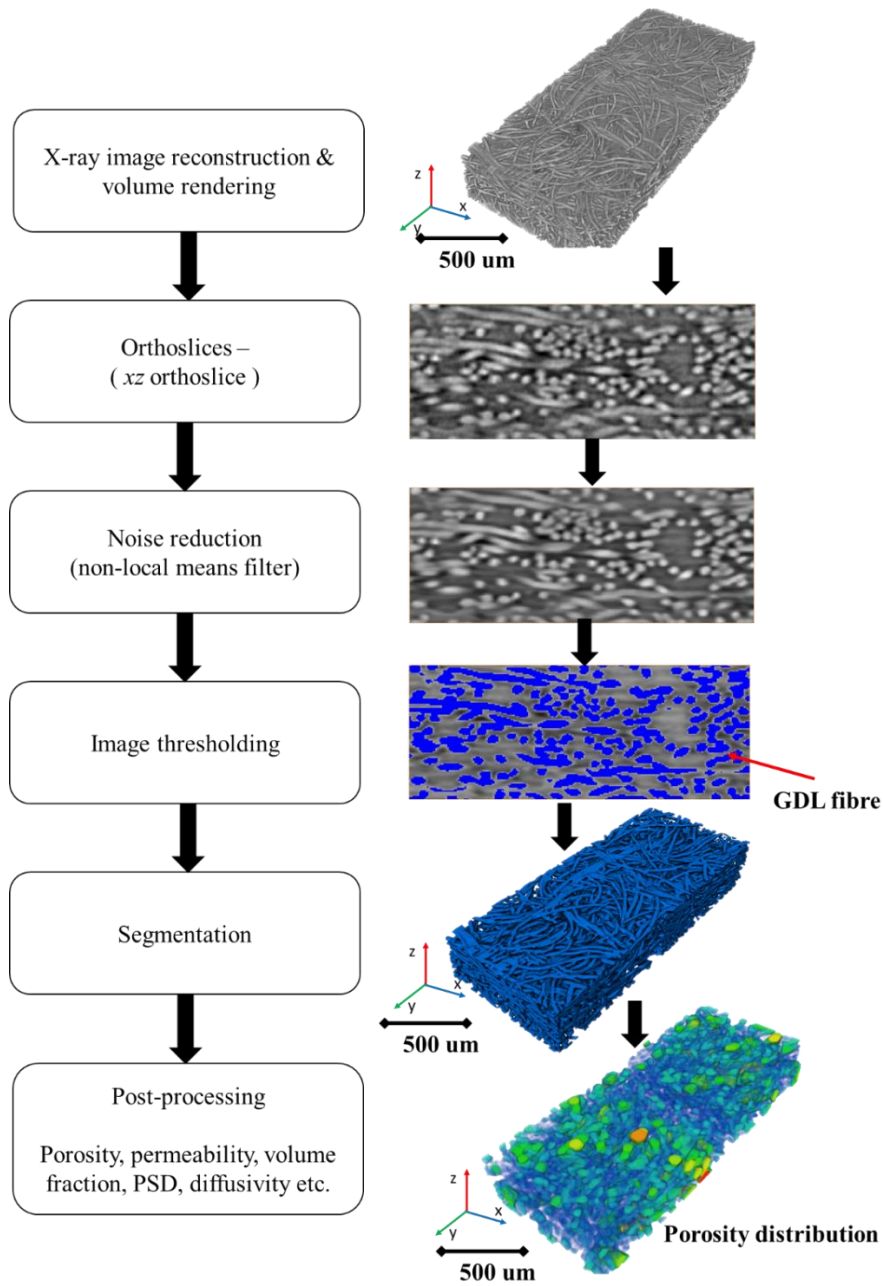 X-ray image reconstruction &
volume rendering
z
x
y
500 um
Orthoslices –
( xz orthoslice )
Noise reduction
(non-local means filter)
Image thresholding
GDL fibre
Segmentation
z
x
y
500 um
Post-processing
Porosity, permeability, volume
fraction, PSD, diffusivity etc.
z
x
y
500 um
Porosity distribution